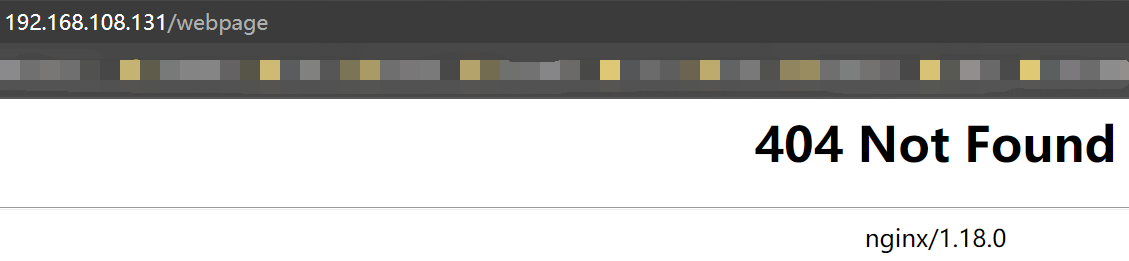 192.168.108.131/webpage
404 Not Found
nginx/1.18.0